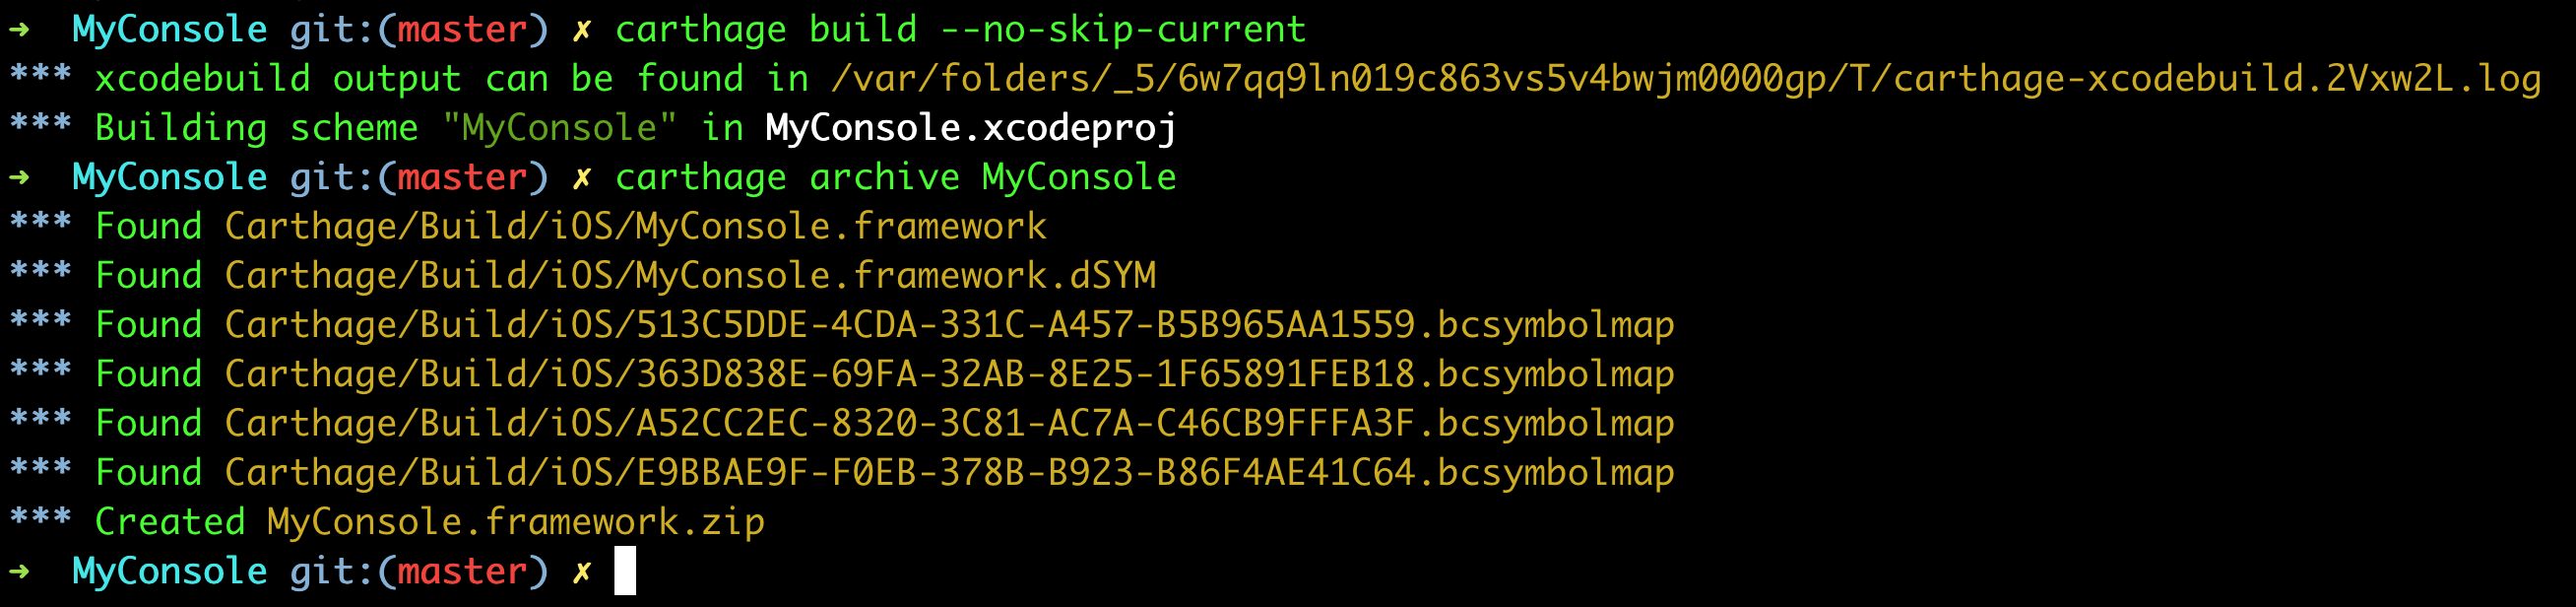 ➜  MyConsole git:(master) ✗ carthage build --no-skip-current
*** xcodebuild output can be found in /var/folders/_5/6w7qq9ln019c863vs5v4bwjm0000gp/T/carthage-xcodebuild.2Vxw2L.log
*** Building scheme "MyConsole" in MyConsole.xcodeproj
➜  MyConsole git:(master) ✗ carthage archive MyConsole
*** Found Carthage/Build/iOS/MyConsole.framework
*** Found Carthage/Build/iOS/MyConsole.framework.dSYM
*** Found Carthage/Build/iOS/513C5DDE-4CDA-331C-A457-B5B965AA1559.bcsymbolmap
*** Found Carthage/Build/iOS/363D838E-69FA-32AB-8E25-1F65891FEB18.bcsymbolmap
*** Found Carthage/Build/iOS/A52CC2EC-8320-3C81-AC7A-C46CB9FFFA3F.bcsymbolmap
*** Found Carthage/Build/iOS/E9BBAE9F-F0EB-378B-B923-B86F4AE41C64.bcsymbolmap
*** Created MyConsole.framework.zip
➜  MyConsole git:(master) ✗